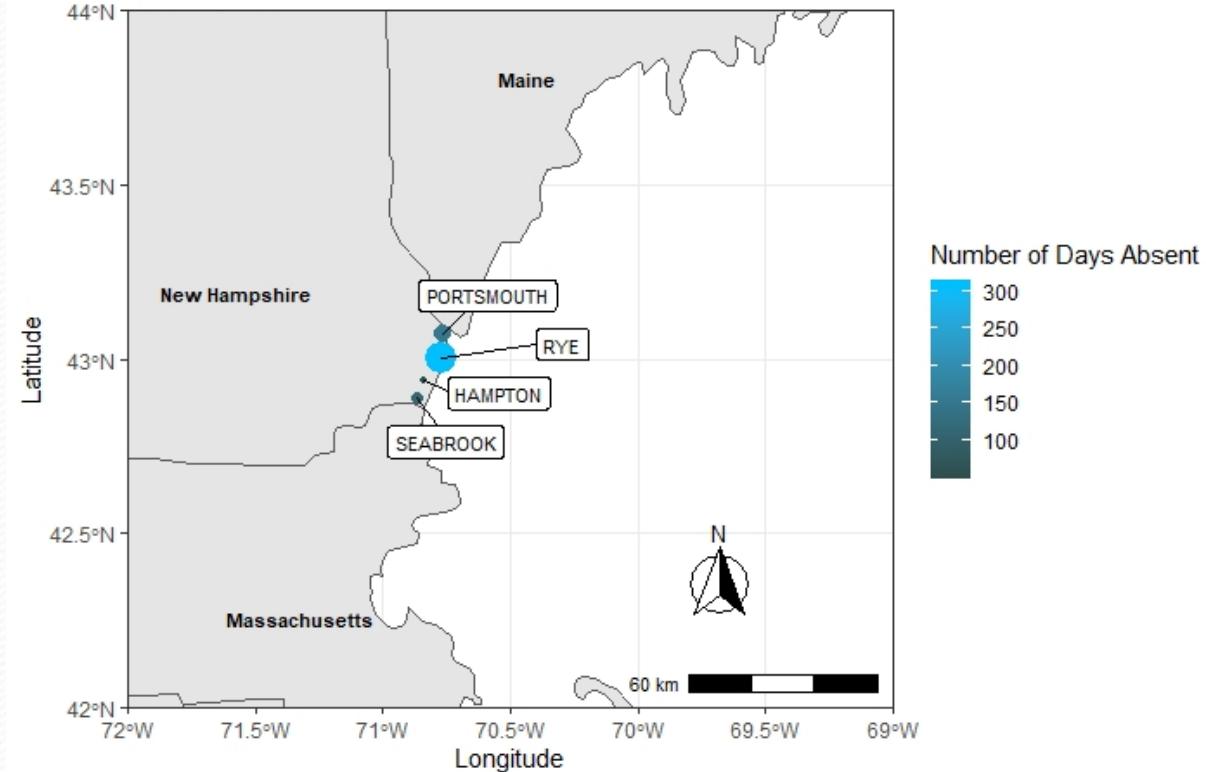 44°N
Maine
43.5°N
Number of Days Absent
300
250
200
150
100
New Hampshire
PORTSMOUTH
Latitude
43°N
RYE
HAMPTON
SEABROOK
42.5°N
N
Massachusetts
60 km
42°N
72°W 71.5°W 71°W 70.5°W 70°W 69.5°W 69°W
Longitude